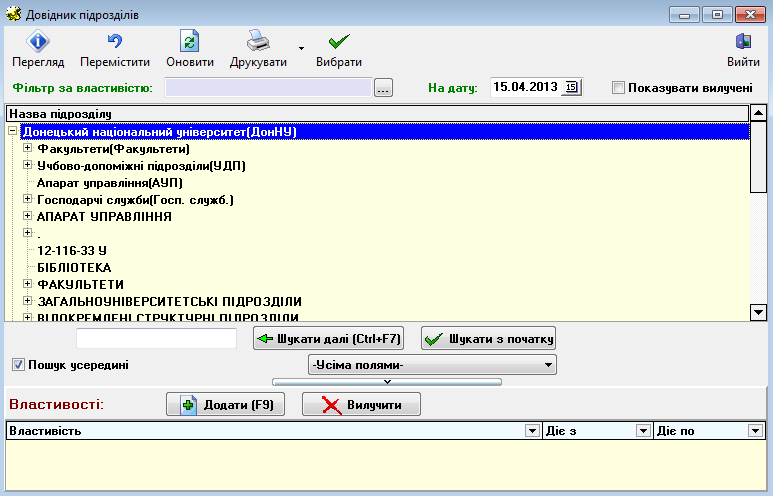 Довідник підрозділів
Перегляд Перемістити Оновити Друкувати Вибрати Вийти
Фільтр за властивістю: ... На дату: 15.04.2013 15 Показувати вилучені
Назва підрозділу
Донецький національний університет(ДонНУ)
Факультети(Факультети)
Учбово-допоміжні підрозділи(УДП)
Апарат управління(АУП)
Господарчі служби(Госп. служб.)
АПАРАТ УПРАВЛІННЯ
.
12-116-33 У
БІБЛІОТЕКА
ФАКУЛЬТЕТИ
ЗАГАЛЬНОУНІВЕРСИТЕТСЬКІ ПІДРОЗДІЛИ
ВІДОКРЕМЛЕНІ СТРУКТУРНІ ПІДРОЗДІЛИ
Шукати далі (Ctrl+F7) Шукати з початку
Пошук усередині -Усіма полями-
Властивості: Додати (F9) Вилучити
Властивість Діє з Діє по